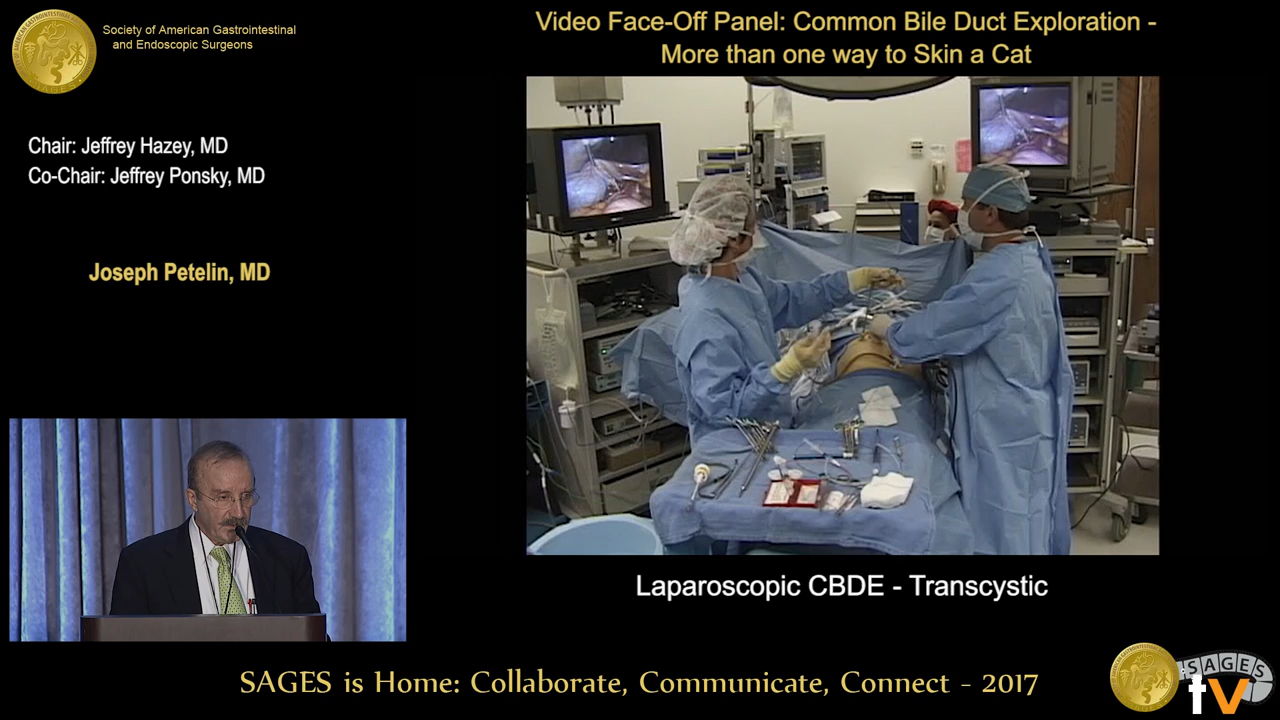 Society of American Gastrointestinal
and Endoscopic Surgeons
Video Face-Off Panel: Common Bile Duct Exploration -
More than one way to Skin a Cat
Chair: Jeffrey Hazey, MD
Co-Chair: Jeffrey Ponsky, MD
Joseph Petelin, MD
Laparoscopic CBDE - Transcystic
SAGES is Home: Collaborate, Communicate, Connect - 2017
SAGES
tv